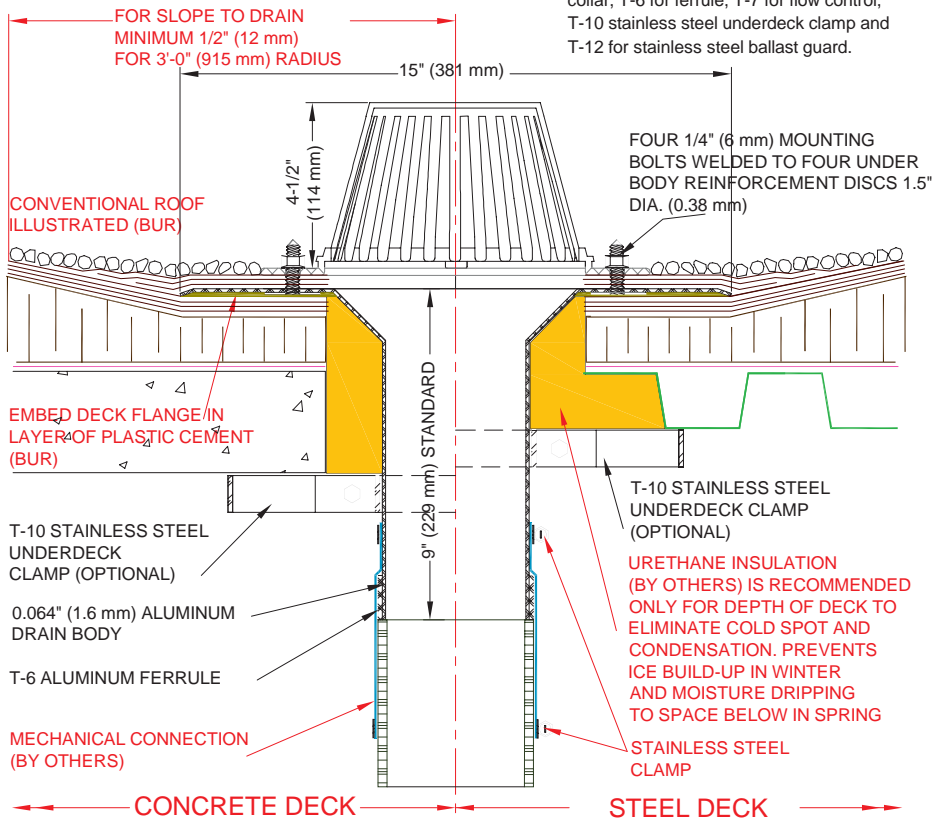 collar, T-6 for ferrule, T-7 for flow control,
T-10 stainless steel underdeck clamp and
T-12 for stainless steel ballast guard.
FOR SLOPE TO DRAIN
MINIMUM 1/2" (12 mm)
FOR 3'-0" (915 mm) RADIUS
15" (381 mm)
4-1/2"
(114 mm)
FOUR 1/4" (6 mm) MOUNTING
BOLTS WELDED TO FOUR UNDER
BODY REINFORCEMENT DISCS 1.5"
DIA. (0.38 mm)
CONVENTIONAL ROOF
ILLUSTRATED (BUR)
9" (229 mm) STANDARD
EMBED DECK FLANGE IN
LAYER OF PLASTIC CEMENT
(BUR)
T-10 STAINLESS STEEL
UNDERDECK CLAMP
(OPTIONAL)
T-10 STAINLESS STEEL
UNDERDECK
CLAMP (OPTIONAL)
0.064" (1.6 mm) ALUMINUM
DRAIN BODY
T-6 ALUMINUM FERRULE
MECHANICAL CONNECTION
(BY OTHERS)
URETHANE INSULATION
(BY OTHERS) IS RECOMMENDED
ONLY FOR DEPTH OF DECK TO
ELIMINATE COLD SPOT AND
CONDENSATION. PREVENTS
ICE BUILD-UP IN WINTER
AND MOISTURE DRIPPING
TO SPACE BELOW IN SPRING
STAINLESS STEEL
CLAMP
CONCRETE DECK
STEEL DECK